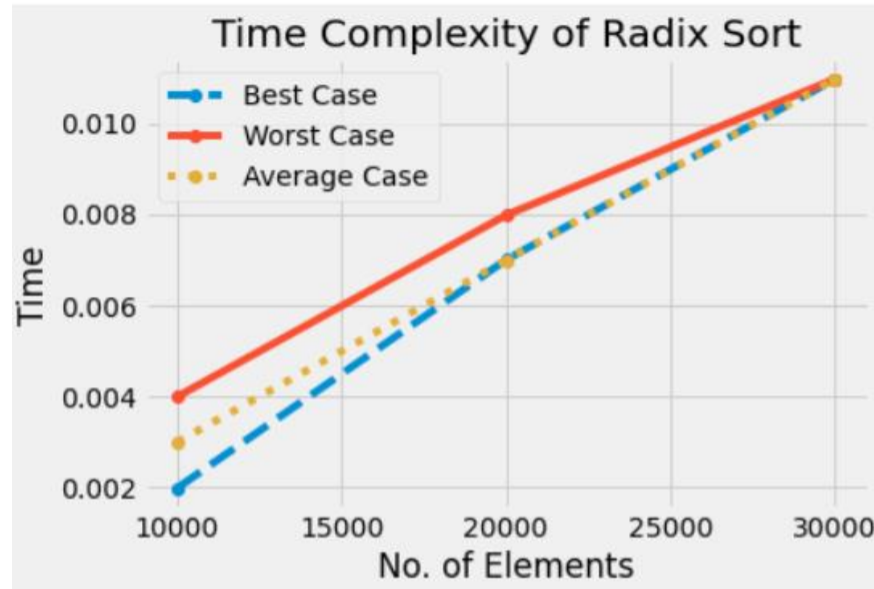 Time Complexity of Radix Sort
Best Case
Worst Case
Average Case
0.010
0.008
0.006
0.004
0.002
Time
10000 15000 20000 25000 30000
No. of Elements